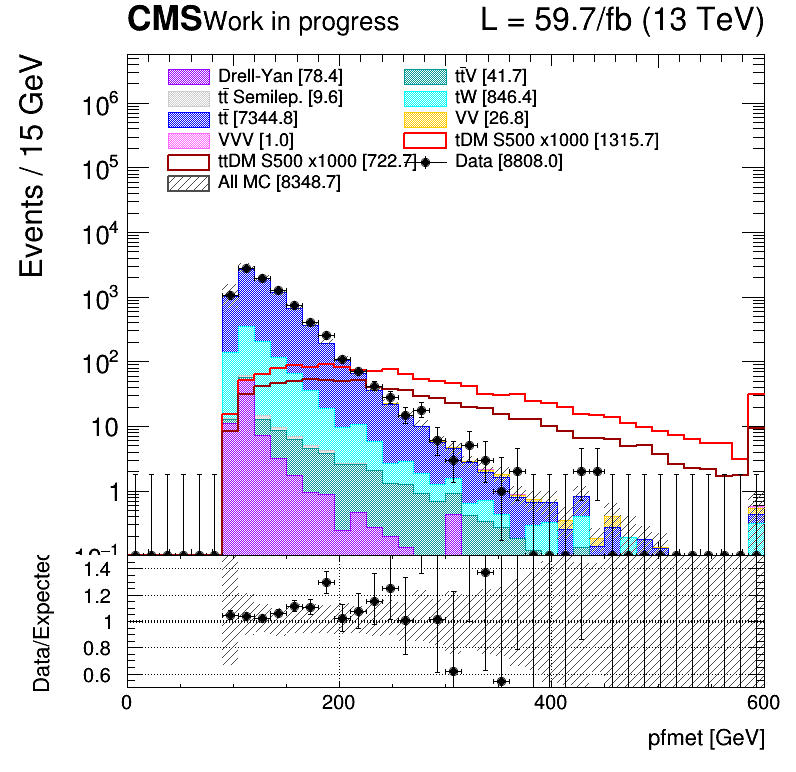 CMS Work in progress L = 59.7/fb (13 TeV)
Events / 15 GeV
Drell-Yan [78.4] tt̄V [41.7]
tt̄ Semilep. [9.6] tW [846.4]
tt̄ [7344.8] VV [26.8]
VVV [1.0] tDM S500 x1000 [1315.7]
ttDM S500 x1000 [722.7] Data [8808.0]
All MC [8348.7]
10⁶
10⁵
10⁴
10³
10²
10
1
10⁻¹
Data/Expected
1.4
1.2
1
0.8
0.6
0 200 400 600
pfmet [GeV]